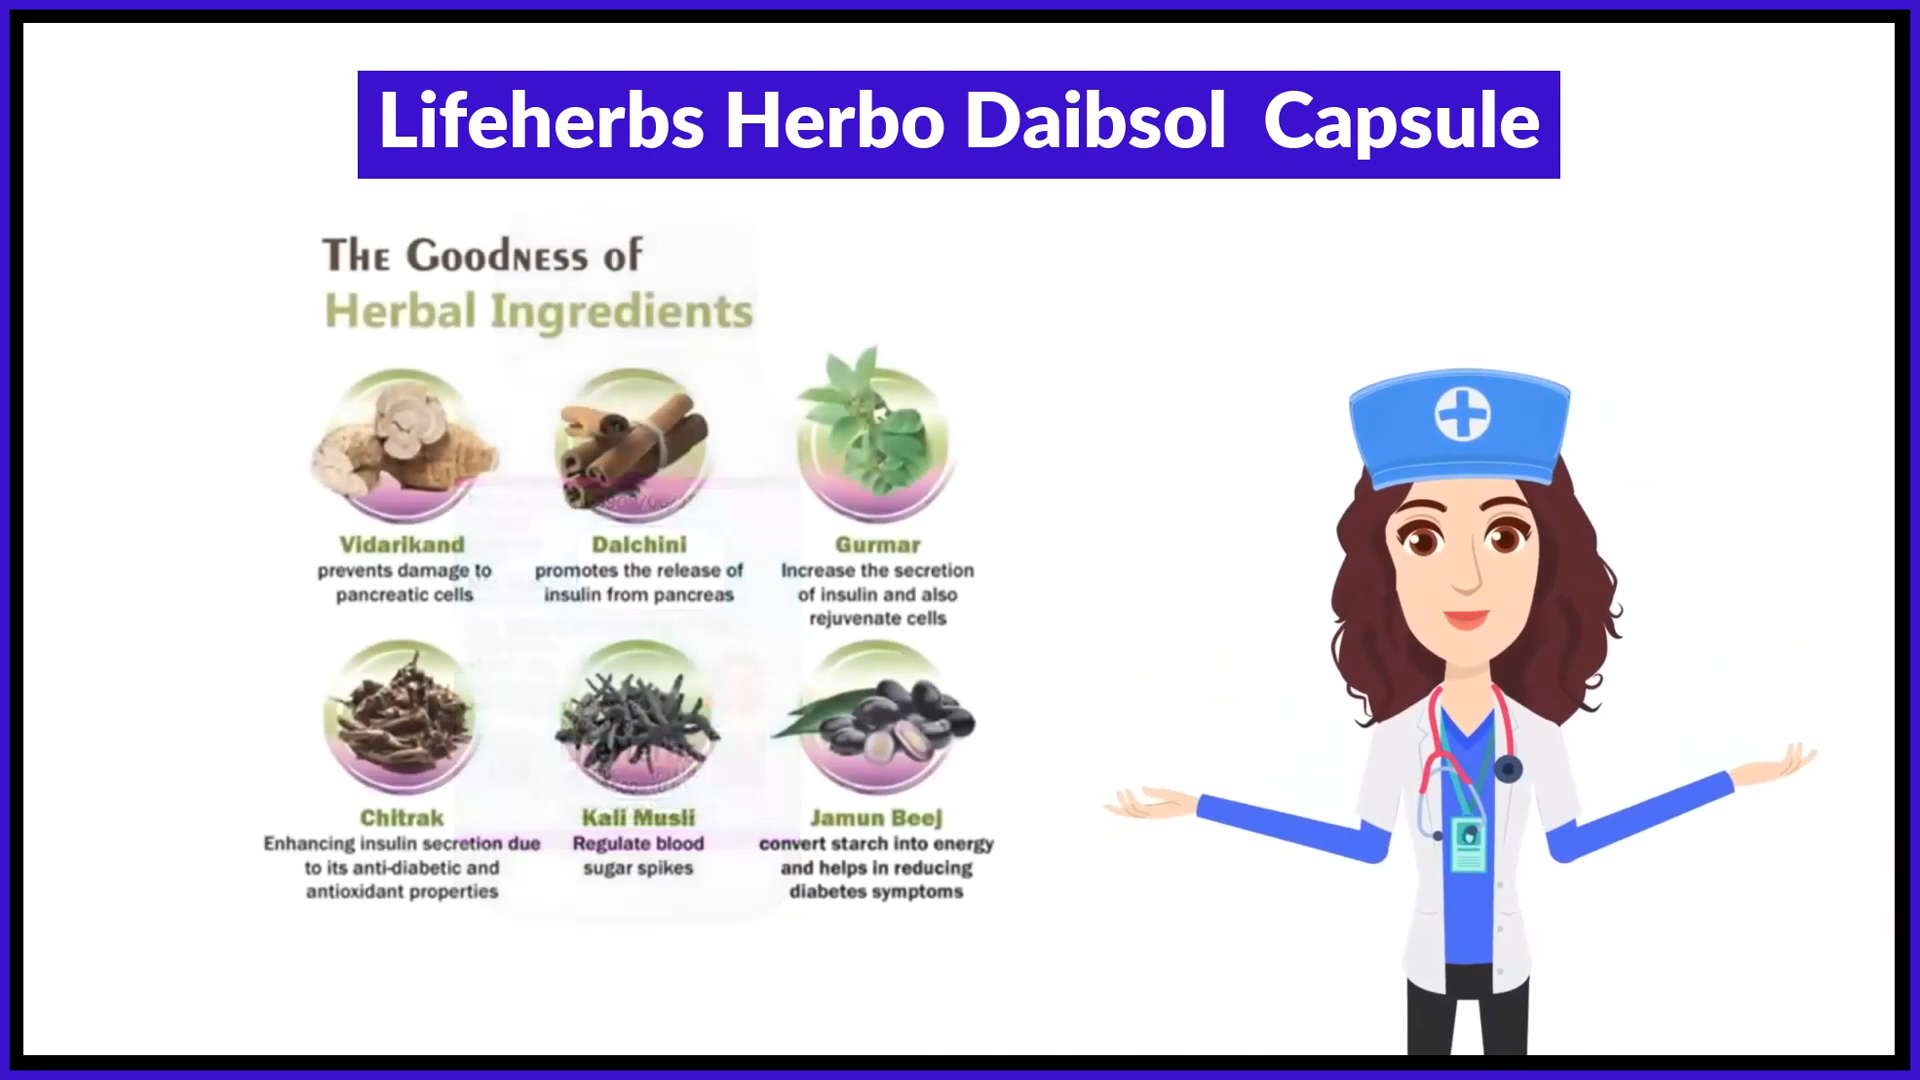 Lifeherbs Herbo Daibsol Capsule
The Goodness of
Herbal Ingredients
Vidarikand
prevents damage to
pancreatic cells
Dalchini
promotes the release of
insulin from pancreas
Gurmar
Increase the secretion
of insulin and also
rejuvenate cells
Chitrak
Enhancing insulin secretion due
to its anti-diabetic and
antioxidant properties
Kali Musli
Regulate blood
sugar spikes
Jamun Beej
convert starch into energy
and helps in reducing
diabetes symptoms